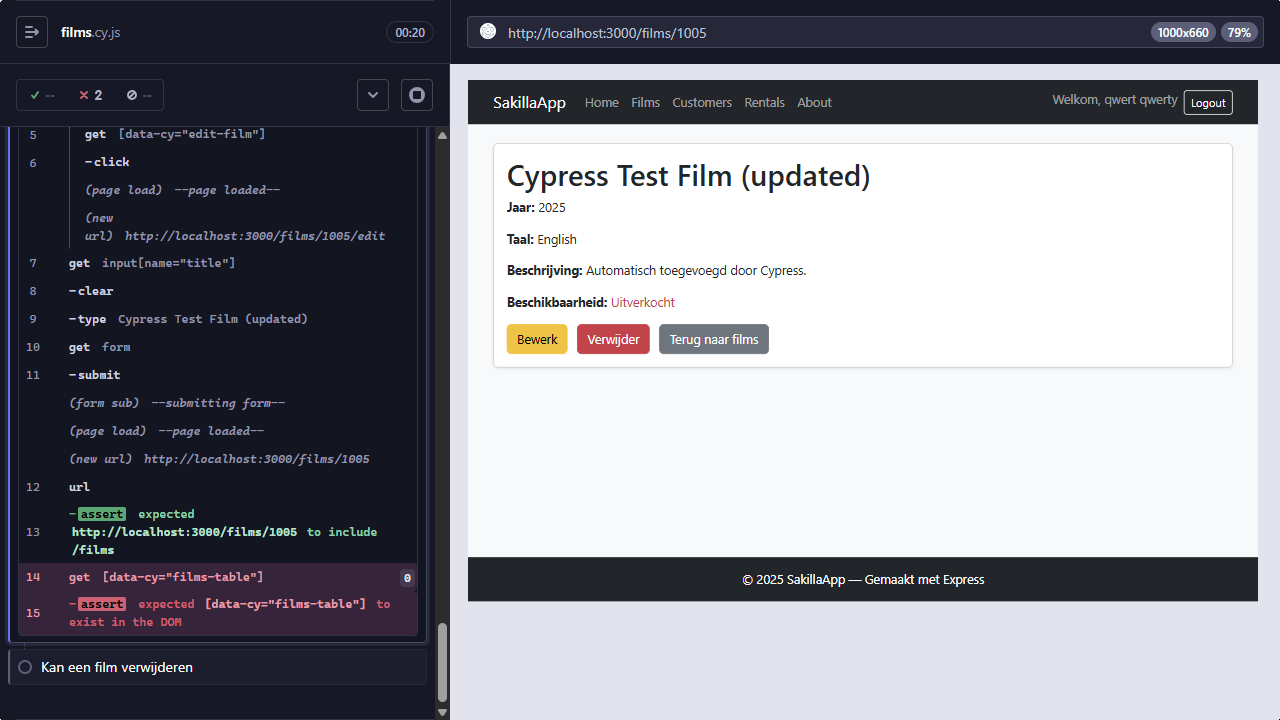 films.cy.js
00:20
http://localhost:3000/films/1005
1000x660
79%
-- 2 --
5 get [data-cy="edit-film"]
6 -click
(page load) --page loaded--
(new
url) http://localhost:3000/films/1005/edit
7 get input[name="title"]
8 -clear
9 -type Cypress Test Film (updated)
10 get form
11 -submit
(form sub) --submitting form--
(page load) --page loaded--
(new url) http://localhost:3000/films/1005
12 url
-assert expected
13 http://localhost:3000/films/1005 to include
/films
14 get [data-cy="films-table"] 0
-assert expected [data-cy="films-table"] to
15 exist in the DOM
Kan een film verwijderen
SakillaApp Home Films Customers Rentals About
Welkom, qwert qwerty Logout
Cypress Test Film (updated)
Jaar: 2025
Taal: English
Beschrijving: Automatisch toegevoegd door Cypress.
Beschikbaarheid: Uitverkocht
Bewerk Verwijder Terug naar films
© 2025 SakillaApp — Gemaakt met Express